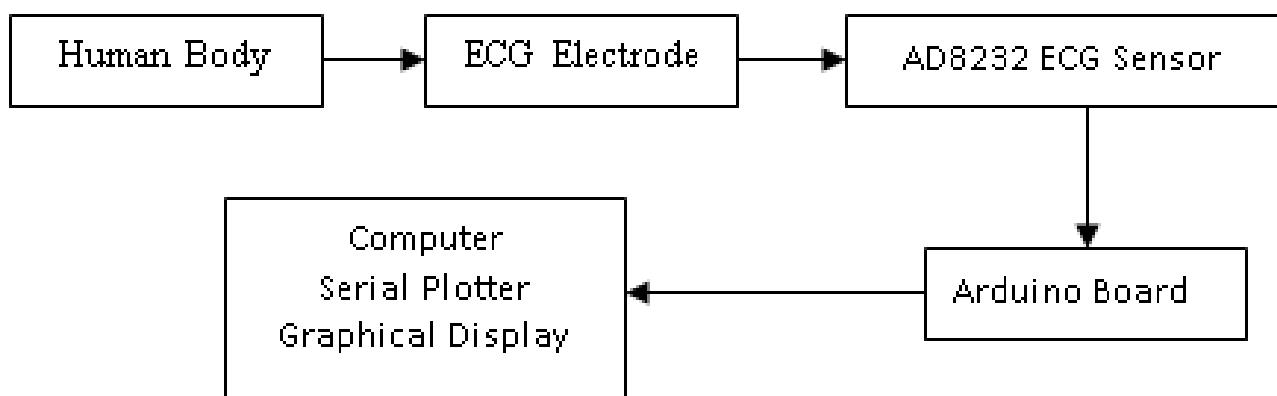 Human Body
ECG Electrode
AD8232 ECG Sensor
Arduino Board
Computer
Serial Plotter
Graphical Display